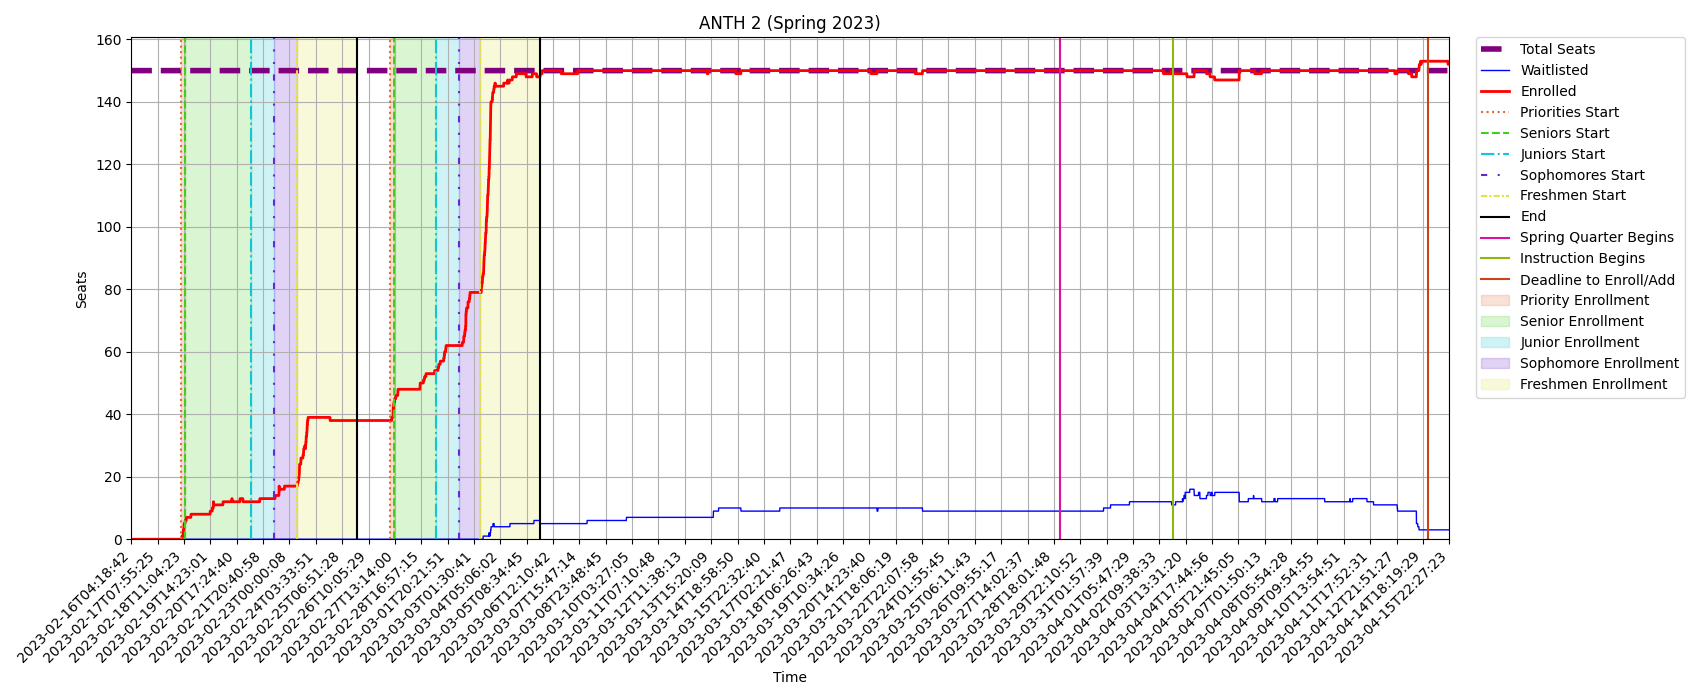 ANTH 2 (Spring 2023)
160
140
120
100
80
60
40
20
0
Seats
2023-02-16T04:18:42
2023-02-17T07:55:25
2023-02-18T11:04:23
2023-02-19T14:23:01
2023-02-20T17:24:40
2023-02-21T20:40:58
2023-02-23T00:00:08
2023-02-24T03:33:51
2023-02-25T06:51:28
2023-02-26T10:05:29
2023-02-27T13:14:00
2023-02-28T16:57:15
2023-03-01T20:21:51
2023-03-03T01:30:41
2023-03-04T05:06:02
2023-03-05T08:34:45
2023-03-06T12:10:42
2023-03-07T15:47:14
2023-03-08T23:48:45
2023-03-10T03:27:05
2023-03-11T07:10:48
2023-03-12T11:38:13
2023-03-13T15:20:09
2023-03-14T18:58:50
2023-03-15T22:32:40
2023-03-17T02:21:47
2023-03-18T06:26:43
2023-03-19T10:34:26
2023-03-20T14:23:40
2023-03-21T18:06:19
2023-03-22T22:07:58
2023-03-24T01:55:45
2023-03-25T06:11:43
2023-03-26T09:55:17
2023-03-27T14:02:37
2023-03-28T18:01:48
2023-03-29T22:10:52
2023-03-31T01:57:39
2023-04-01T05:47:29
2023-04-02T09:38:33
2023-04-03T13:31:20
2023-04-04T17:44:56
2023-04-05T21:45:05
2023-04-07T01:50:13
2023-04-08T05:54:28
2023-04-09T09:54:55
2023-04-10T13:54:51
2023-04-11T17:52:31
2023-04-12T21:51:27
2023-04-14T18:19:29
2023-04-15T22:27:23
Time
Total Seats
Waitlisted
Enrolled
Priorities Start
Seniors Start
Juniors Start
Sophomores Start
Freshmen Start
End
Spring Quarter Begins
Instruction Begins
Deadline to Enroll/Add
Priority Enrollment
Senior Enrollment
Junior Enrollment
Sophomore Enrollment
Freshmen Enrollment